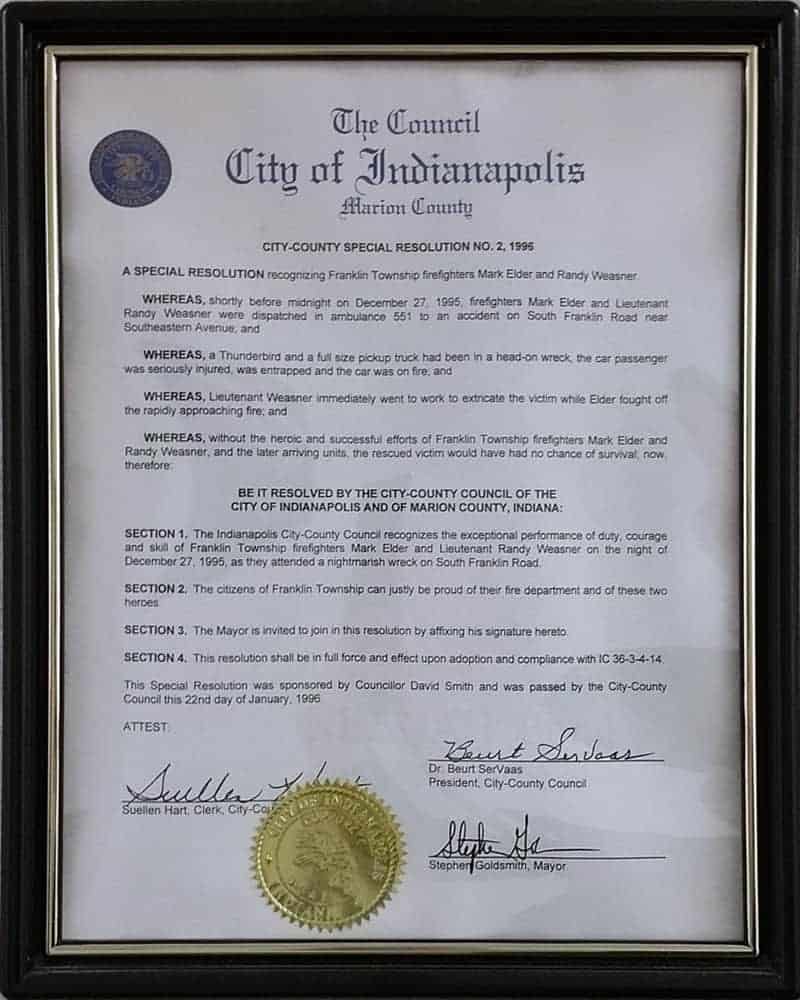 The Council
City of Indianapolis
Marion County
CITY-COUNTY SPECIAL RESOLUTION NO. 2, 1996
A SPECIAL RESOLUTION recognizing Franklin Township firefighters Mark Elder and Randy Weasner.
WHEREAS, shortly before midnight on December 27, 1995, firefighters Mark Elder and Lieutenant
Randy Weasner were dispatched in ambulance 551 to an accident on South Franklin Road near
Southeastern Avenue; and
WHEREAS, a Thunderbird and a full size pickup truck had been in a head-on wreck, the car passenger
was seriously injured, was entrapped and the car was on fire; and
WHEREAS, Lieutenant Weasner immediately went to work to extricate the victim while Elder fought off
the rapidly approaching fire; and
WHEREAS, without the heroic and successful efforts of Franklin Township firefighters Mark Elder and
Randy Weasner, and the later arriving units, the rescued victim would have had no chance of survival; now,
therefore:
BE IT RESOLVED BY THE CITY-COUNTY COUNCIL OF THE
CITY OF INDIANAPOLIS AND OF MARION COUNTY, INDIANA:
SECTION 1. The Indianapolis City-County Council recognizes the exceptional performance of duty, courage
and skill of Franklin Township firefighters Mark Elder and Lieutenant Randy Weasner on the night of
December 27, 1995, as they attended a nightmarish wreck on South Franklin Road.
SECTION 2. The citizens of Franklin Township can justly be proud of their fire department and of these two
heroes.
SECTION 3. The Mayor is invited to join in this resolution by affixing his signature hereto.
SECTION 4. This resolution shall be in full force and effect upon adoption and compliance with IC 36-3-4-14.
This Special Resolution was sponsored by Councillor David Smith and was passed by the City-County
Council this 22nd day of January, 1996.
ATTEST:
Beurt SerVaas
Dr. Beurt SerVaas
President, City-County Council
Suellen
Suellen Hart, Clerk, City-Cou
Stephen Goldsmith, Mayor
CITY OF INDIANAPOLIS